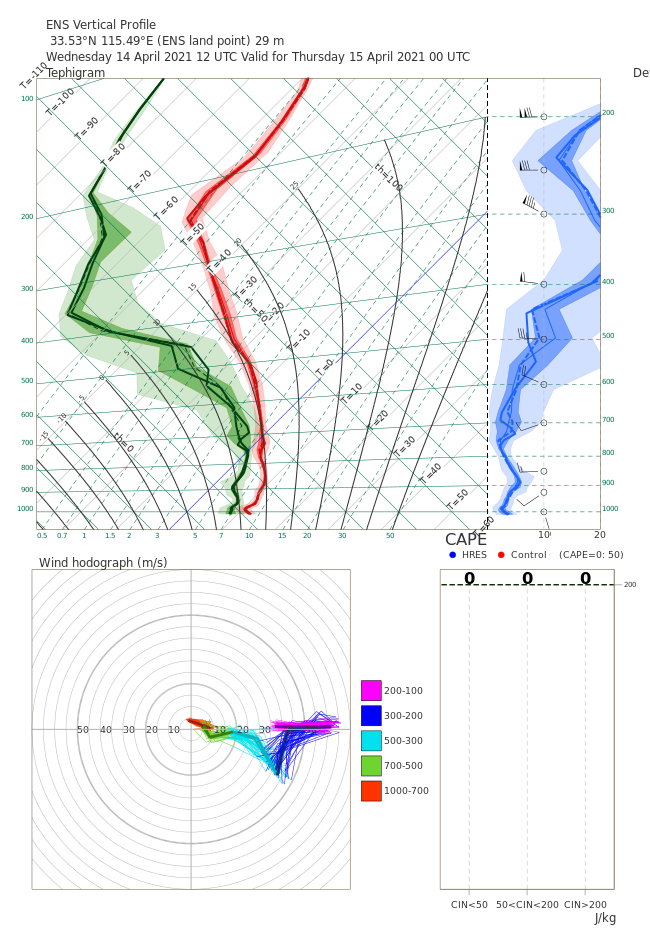 ENS Vertical Profile
33.53°N 115.49°E (ENS land point) 29 m
Wednesday 14 April 2021 12 UTC Valid for Thursday 15 April 2021 00 UTC
Tephigram
De
T=-110
T=-100
T=-90
T=-80
T=-70
T=-60
T=-50
T=-40
T=-30
T=-20
T=-10
T=0
T=10
T=20
T=30
T=40
T=50
th=100
th=50
th=0
25
20
15
10
5
-5
-10
-15
100
200
300
400
500
600
700
800
900
1000
200
300
400
500
600
700
800
900
1000
0.5 0.7 1 1.5 2 3 5 7 10 15 20 30 50
10 20
CAPE
HRES Control (CAPE=0: 50)
0 0 0
200
CIN<50 50<CIN<200 CIN>200
J/kg
Wind hodograph (m/s)
50 40 30 20 10 10 20 30
200-100
300-200
500-300
700-500
1000-700